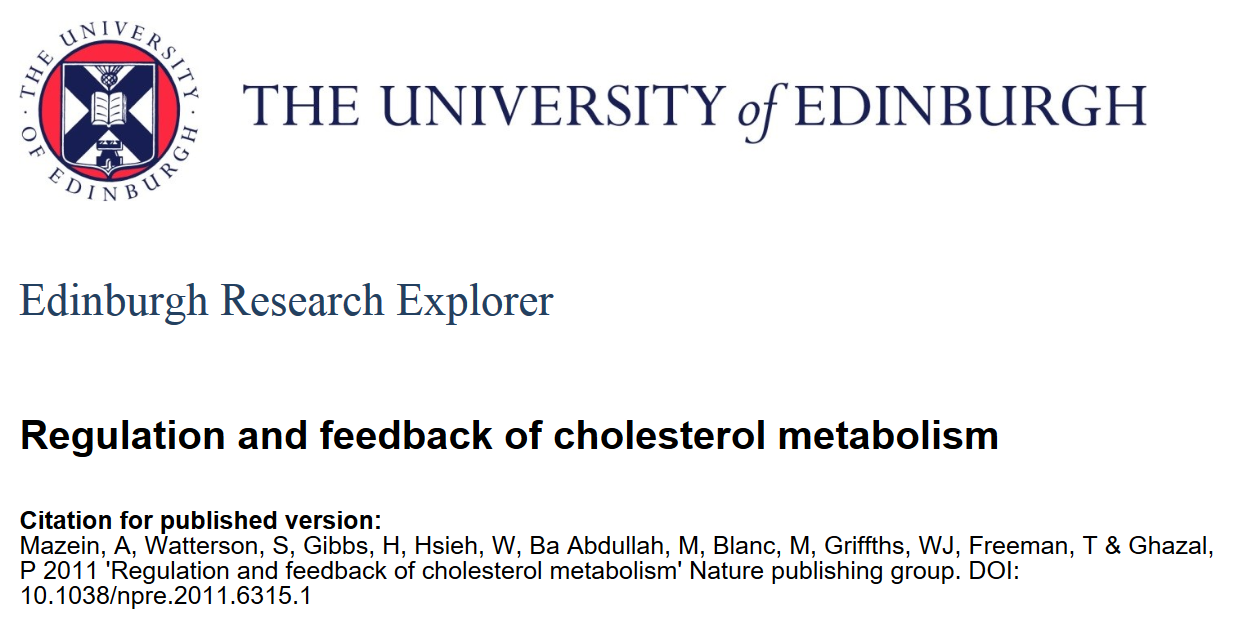 THE UNIVERSITY OF EDINBURGH
THE UNIVERSITY of EDINBURGH
Edinburgh Research Explorer
Regulation and feedback of cholesterol metabolism
Citation for published version:
Mazein, A, Watterson, S, Gibbs, H, Hsieh, W, Ba Abdullah, M, Blanc, M, Griffths, WJ, Freeman, T & Ghazal,
P 2011 'Regulation and feedback of cholesterol metabolism' Nature publishing group. DOI:
10.1038/npre.2011.6315.1